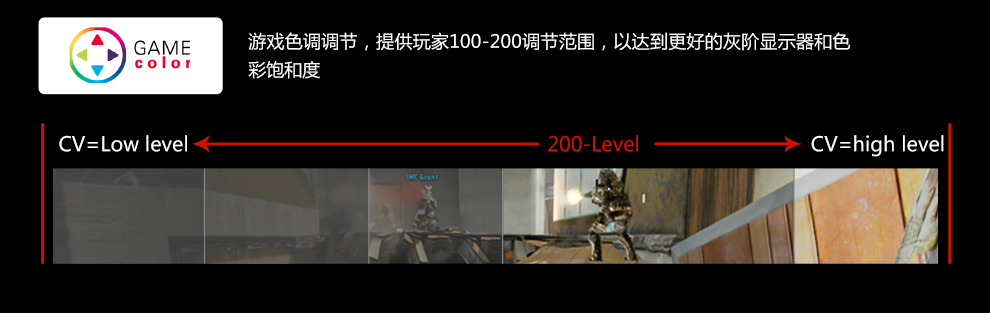 GAME
color
游戏色调调节，提供玩家100-200调节范围，以达到更好的灰阶显示器和色
彩饱和度
CV=Low level
200-Level
CV=high level
IMC Grunt